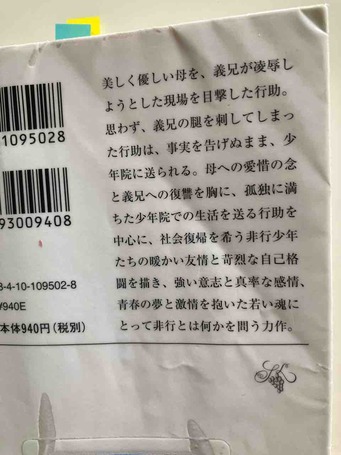 美しく優しい母を、義兄が凌辱し
ようとした現場を目撃した行助。
思わず、義兄の腿を刺してしまっ
た行助は、事実を告げぬまま、少
年院に送られる。母への愛惜の念
と義兄への復讐を胸に、孤独に満
ちた少年院での生活を送る行助を
中心に、社会復帰を希う非行少年
たちの暖かい友情と苛烈な自己格
闘を描き、強い意志と真率な感情、
青春の夢と激情を抱いた若い魂に
とって非行とは何かを問う力作。
1095028
93009408
3-4-10-109502-8
¥940E
本体940円(税別)